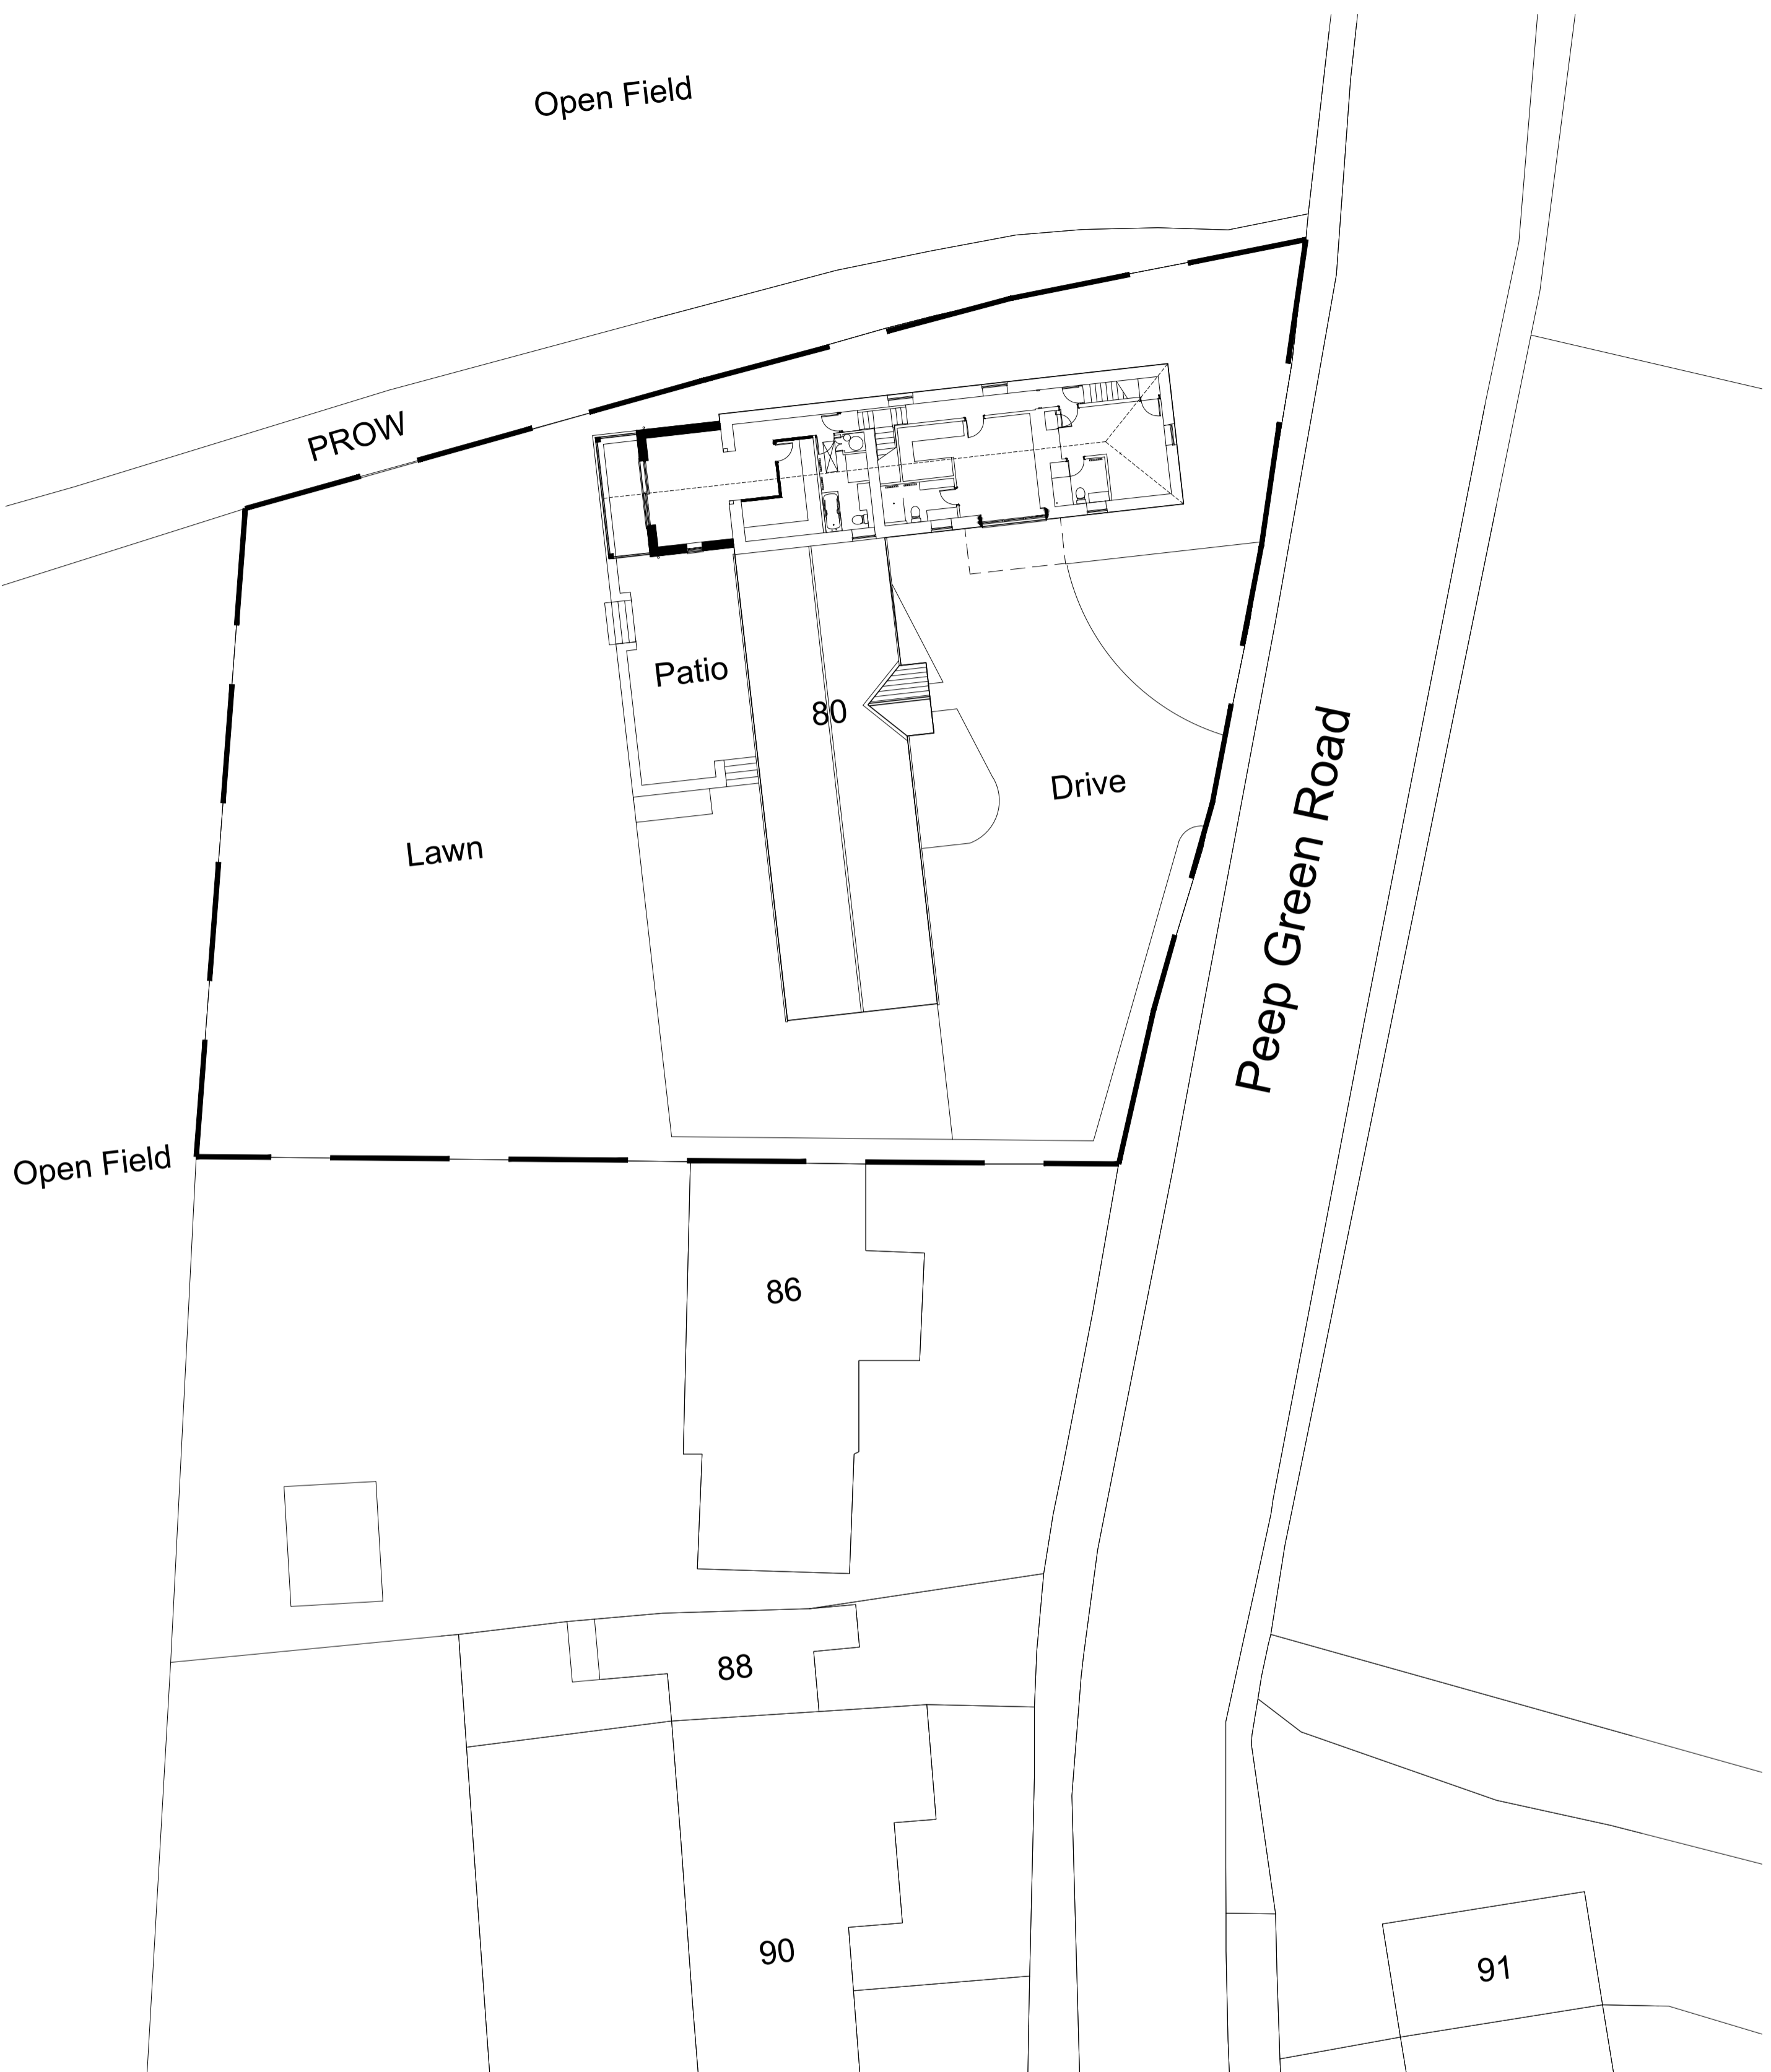 Open Field
PROW
Patio
80
Drive
Lawn
Peep Green Road
Open Field
86
88
90
91